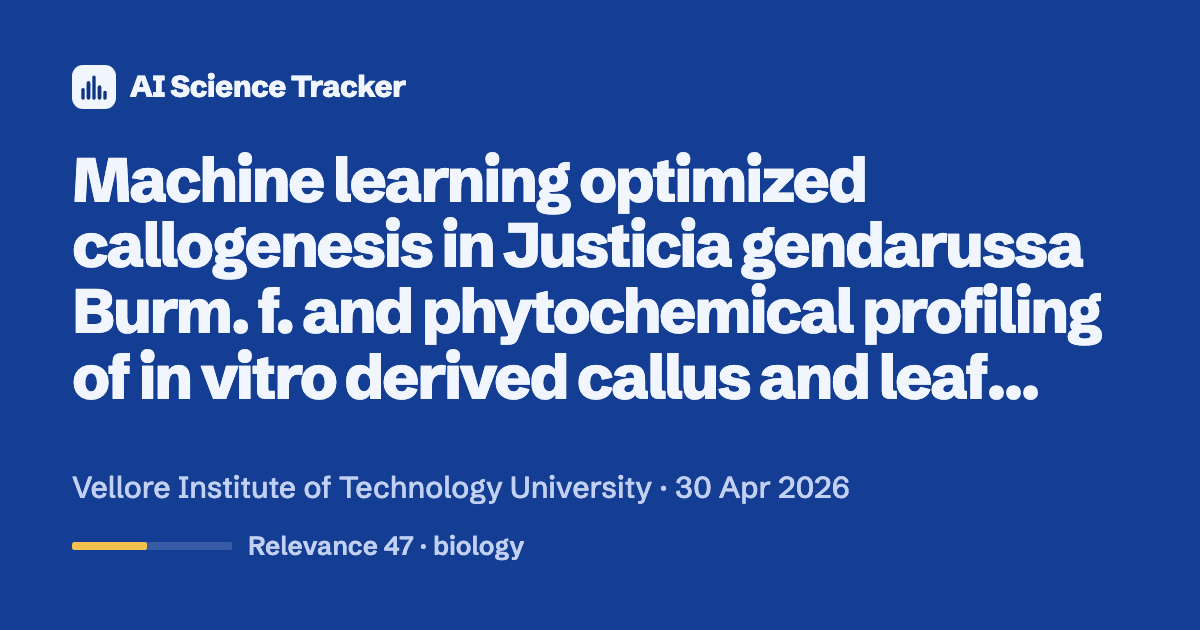 AI Science Tracker
Machine learning optimized
callogenesis in Justicia gendarussa
Burm. f. and phytochemical profiling
of in vitro derived callus and leaf...
Vellore Institute of Technology University · 30 Apr 2026
Relevance 47 · biology